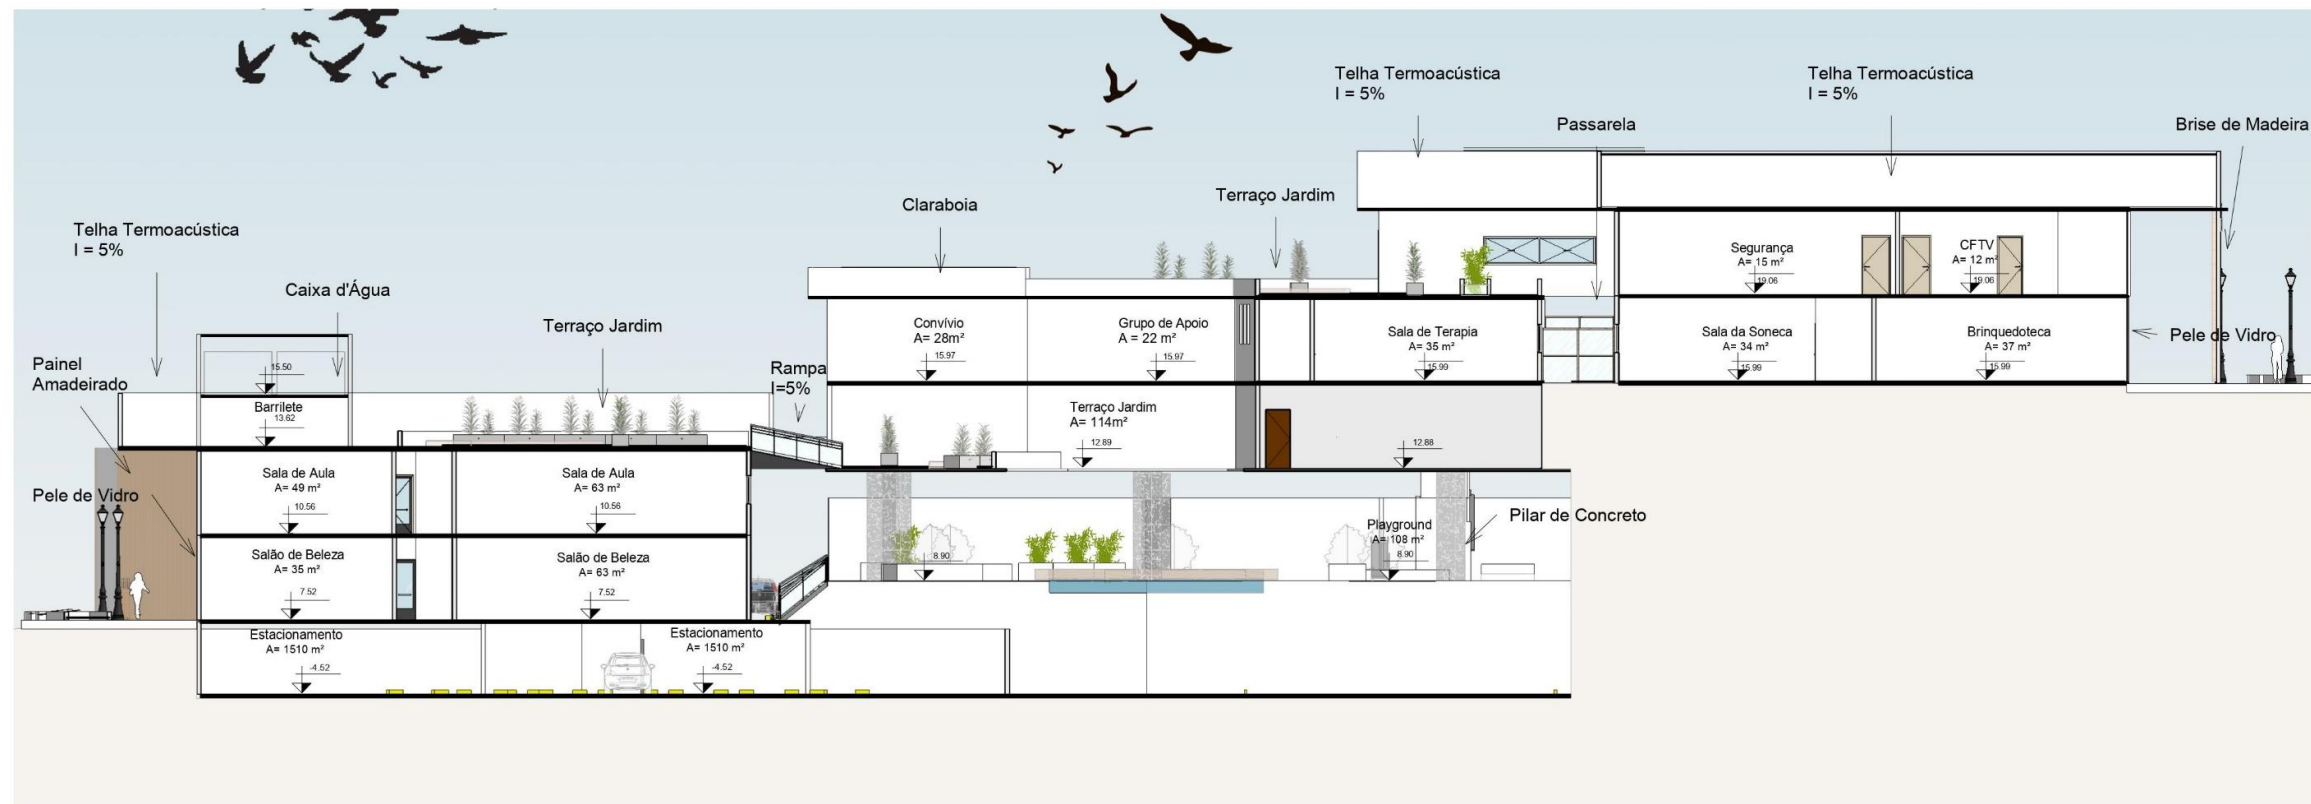 Telha Termoacústica
I = 5%
Telha Termoacústica
I = 5%
Passarela
Brise de Madeira
Terraço Jardim
Claraboia
Telha Termoacústica
I = 5%
Caixa d'Água
Terraço Jardim
Painel
Amadeirado
Rampa
I=5%
Pele de Vidro
Segurança
A= 15 m²
19.06
CFTV
A= 12 m²
19.06
Convívio
A= 28m²
15.97
Grupo de Apoio
A = 22 m²
15.97
Sala de Terapia
A= 35 m²
15.99
Sala da Soneca
A= 34 m²
15.99
Brinquedoteca
A= 37 m²
15.99
Pele de Vidro
15.50
Barrilete
13.62
Terraço Jardim
A= 114m²
12.89
12.88
Sala de Aula
A= 49 m²
10.56
Sala de Aula
A= 63 m²
10.56
Playground
A= 108 m²
8.90
8.90
Pilar de Concreto
Salão de Beleza
A= 35 m²
7.52
Salão de Beleza
A= 63 m²
7.52
Estacionamento
A= 1510 m²
-4.52
Estacionamento
A= 1510 m²
-4.52